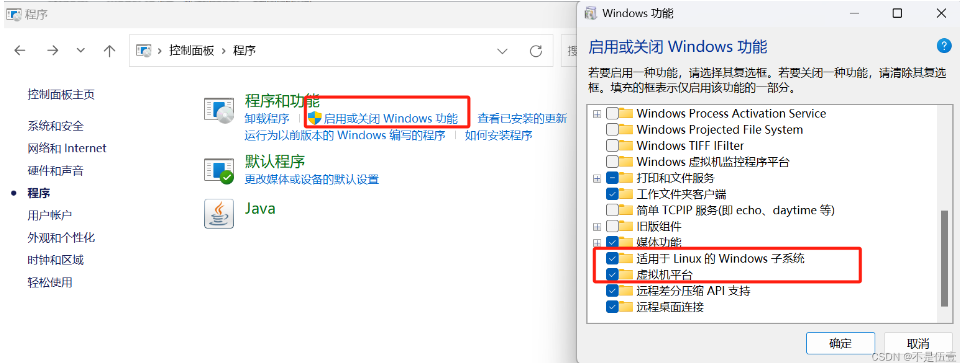 程序
控制面板 › 程序
搜
控制面板主页
系统和安全
网络和 Internet
硬件和声音
程序
用户帐户
外观和个性化
时钟和区域
轻松使用
程序和功能
卸载程序
启用或关闭 Windows 功能
查看已安装的更新
运行为以前版本的 Windows 编写的程序
如何安装程序
默认程序
更改媒体或设备的默认设置
Java
Windows 功能
启用或关闭 Windows 功能
若要启用一种功能，请选择其复选框。若要关闭一种功能，请清除其复选
框。填充的框表示仅启用该功能的一部分。
Windows Process Activation Service
Windows Projected File System
Windows TIFF IFilter
Windows 虚拟机监控程序平台
打印和文件服务
工作文件夹客户端
简单 TCPIP 服务(即 echo、daytime 等)
旧版组件
媒体功能
适用于 Linux 的 Windows 子系统
虚拟机平台
远程差分压缩 API 支持
远程桌面连接
确定
取消
CSDN @不是伍壹